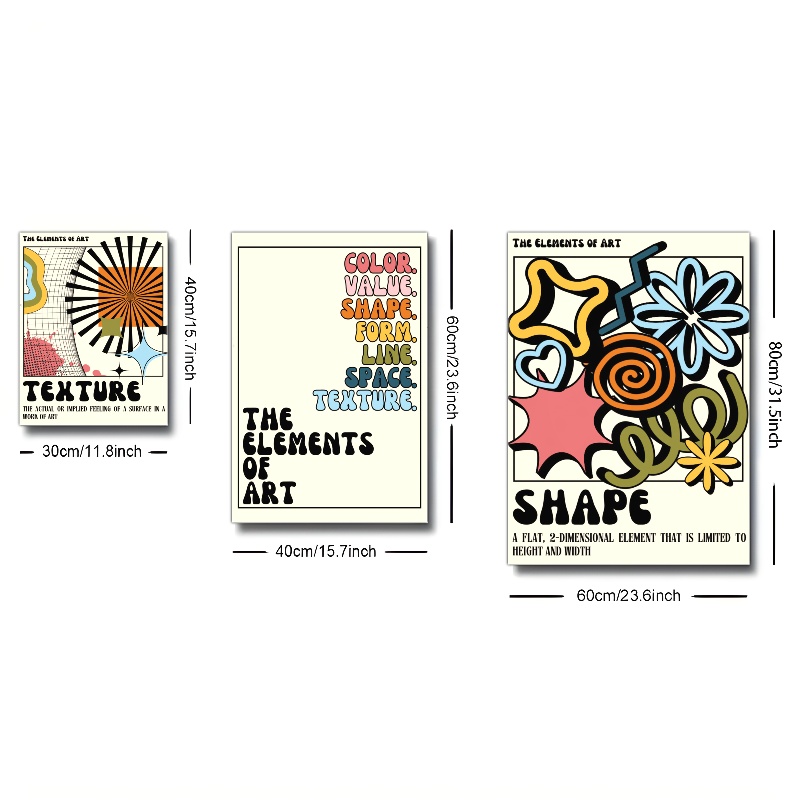 THE ELEMENTS OF ART
TEXTURE
THE ACTUAL OR IMPLIED FEELING OF A SURFACE IN A
WORK OF ART
40cm/15.7inch
30cm/11.8inch
COLOR.
VALUE.
SHAPE.
FORM.
LINE.
SPACE.
TEXTURE.
THE
ELEMENTS
OF
ART
60cm/23.6inch
40cm/15.7inch
THE ELEMENTS OF ART
SHAPE
A FLAT, 2-DIMENSIONAL ELEMENT THAT IS LIMITED TO
HEIGHT AND WIDTH
80cm/31.5inch
60cm/23.6inch